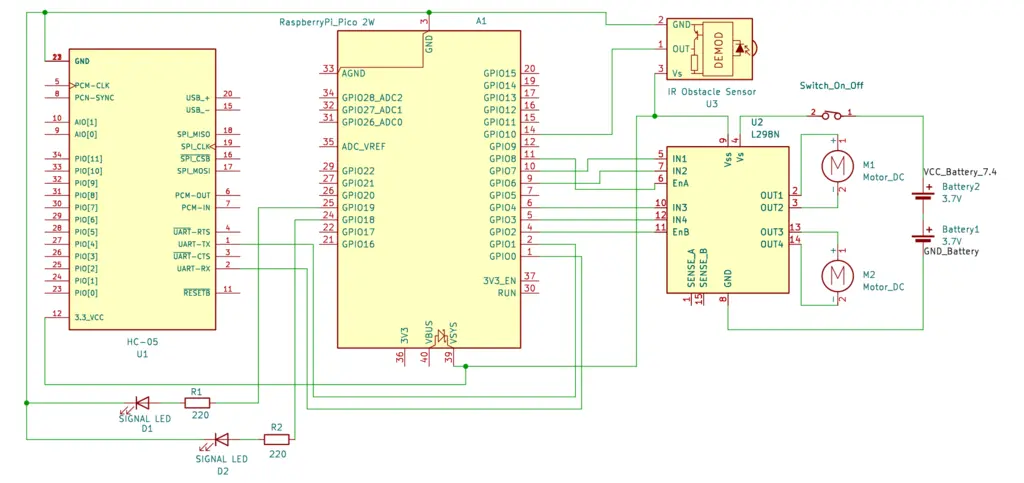 RaspberryPi_Pico 2W
A1
3
GND
2
GND
1
OUT
3
Vs
DEMOD
IR Obstacle Sensor
U3
GND
5
PCM-CLK
8
PCN-SYNC
10
AIO[1]
9
AIO[0]
34
PIO[11]
33
PIO[10]
32
PIO[9]
31
PIO[8]
30
PIO[7]
29
PIO[6]
28
PIO[5]
27
PIO[4]
26
PIO[3]
25
PIO[2]
24
PIO[1]
23
PIO[0]
12
3.3_VCC
USB_+
20
USB_-
15
SPI_MISO
18
SPI_CLK
19
SPI_CSB
16
SPI_MOSI
17
PCM-OUT
6
PCM-IN
7
UART-RTS
4
UART-TX
1
UART-CTS
3
UART-RX
2
RESETB
11
HC-05
U1
33
AGND
34
GPIO28_ADC2
32
GPIO27_ADC1
31
GPIO26_ADC0
35
ADC_VREF
29
GPIO22
27
GPIO21
26
GPIO20
25
GPIO19
24
GPIO18
22
GPIO17
21
GPIO16
GPIO15
20
GPIO14
19
GPIO13
17
GPIO12
16
GPIO11
15
GPIO10
14
GPIO9
12
GPIO8
11
GPIO7
10
GPIO6
9
GPIO5
7
GPIO4
6
GPIO3
5
GPIO2
4
GPIO1
2
GPIO0
1
3V3_EN
37
RUN
30
3V3
36
VBUS
40
VSYS
39
U2
L298N
9
Vss
4
Vs
5
IN1
7
IN2
6
EnA
10
IN3
12
IN4
11
EnB
OUT1
2
OUT2
3
OUT3
13
OUT4
14
SENSE_A
1
SENSE_B
15
GND
8
Switch_On_Off
2
1
+
1
M
–
2
M1
Motor_DC
+
1
M
–
2
M2
Motor_DC
VCC_Battery_7.4
+
Battery2
3.7V
+
Battery1
3.7V
GND_Battery
R1
220
SIGNAL LED
D1
R2
220
SIGNAL LED
D2